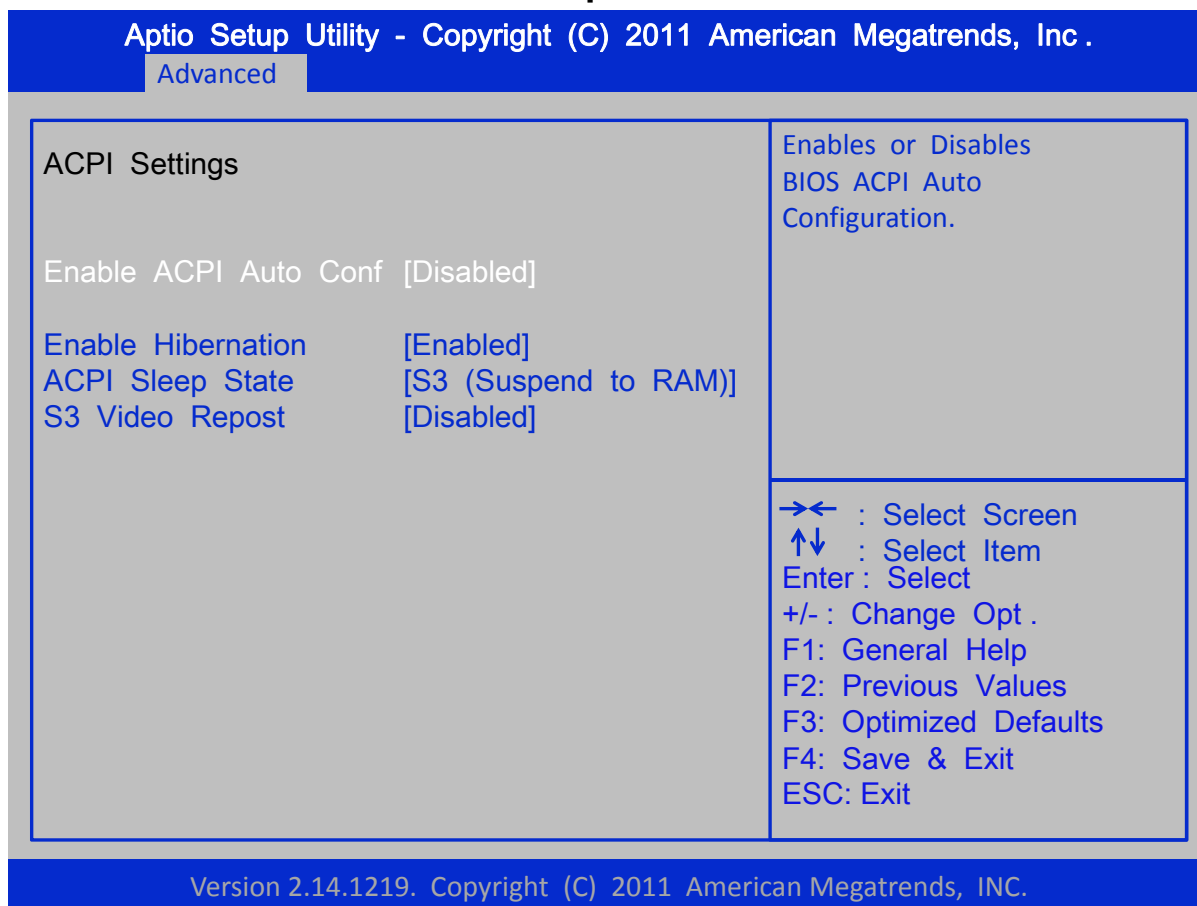 Aptio Setup Utility - Copyright (C) 2011 American Megatrends, Inc .
Advanced
ACPI Settings
Enable ACPI Auto Conf [Disabled]
Enable Hibernation [Enabled]
ACPI Sleep State [S3 (Suspend to RAM)]
S3 Video Repost [Disabled]
Enables or Disables
BIOS ACPI Auto
Configuration.
→← : Select Screen
↑↓ : Select Item
Enter : Select
+/- : Change Opt .
F1: General Help
F2: Previous Values
F3: Optimized Defaults
F4: Save & Exit
ESC: Exit
Version 2.14.1219. Copyright (C) 2011 American Megatrends, INC.